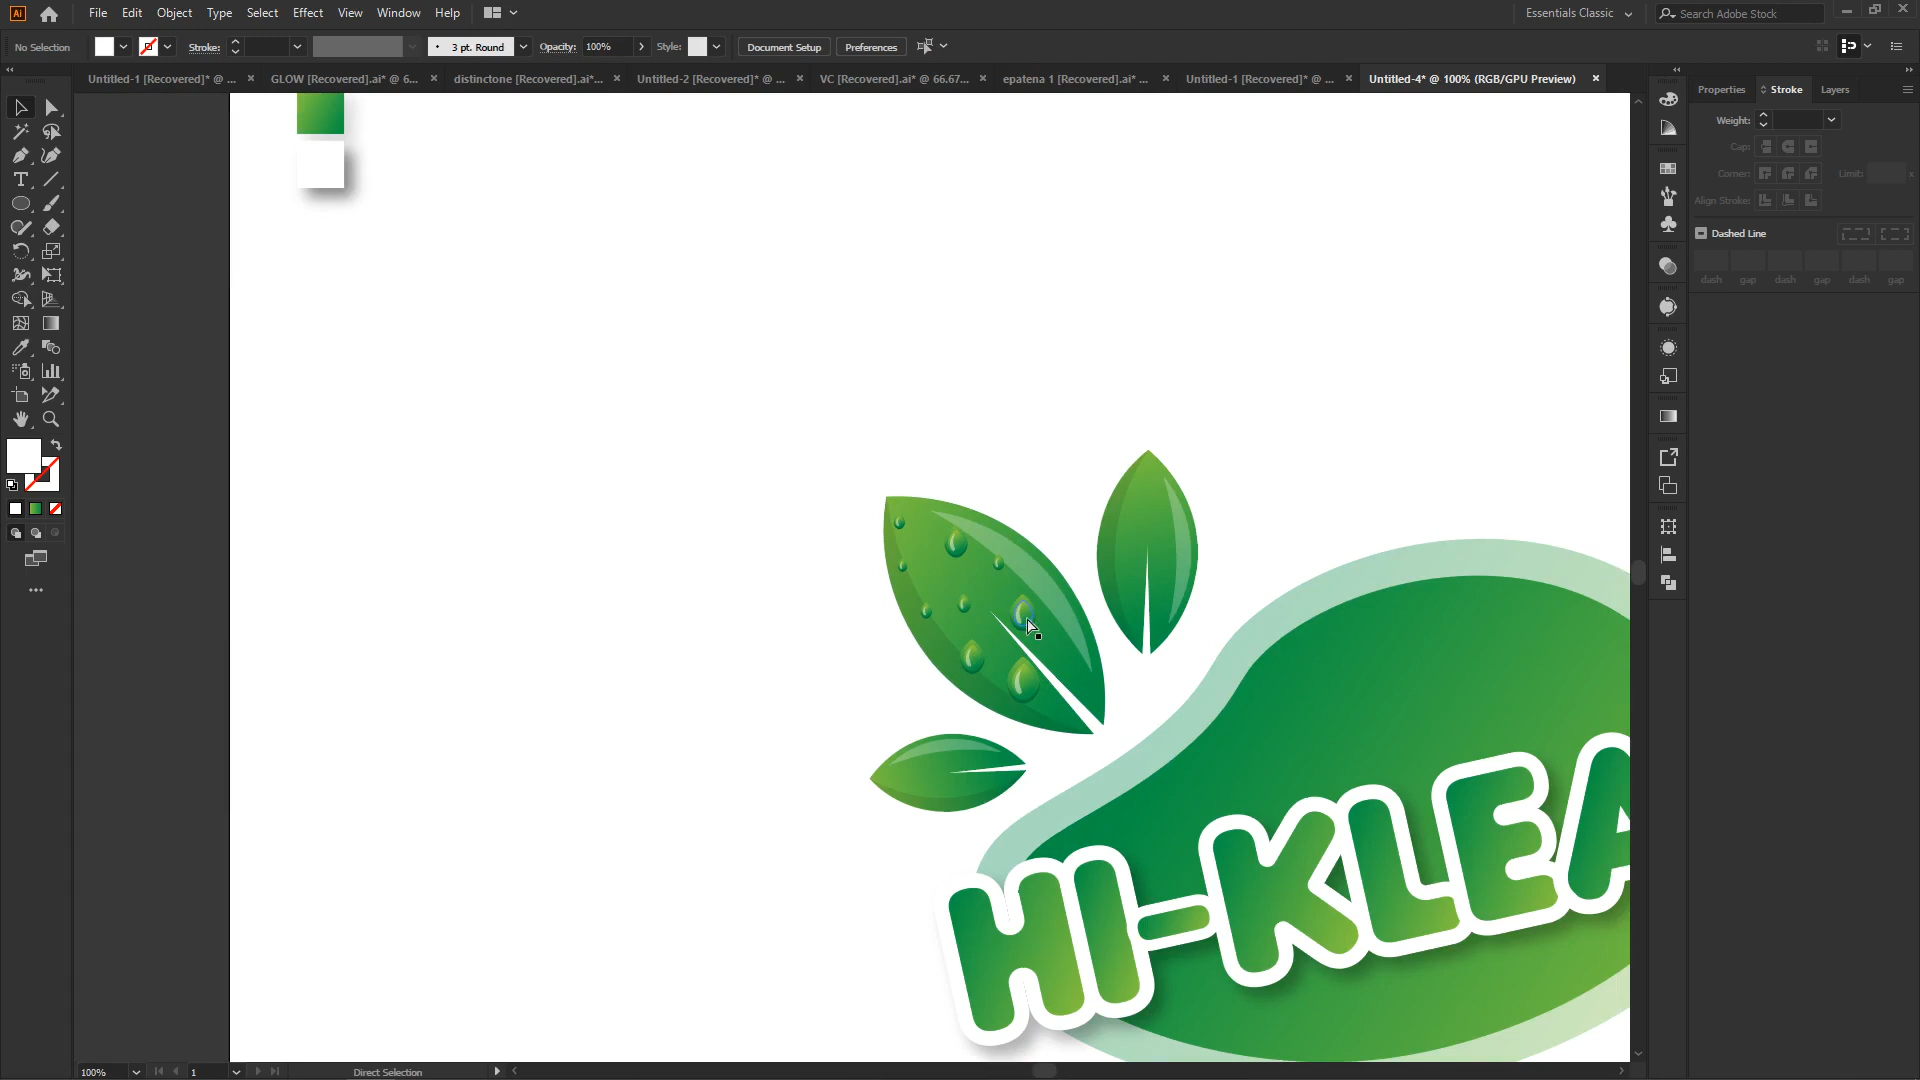 Ai File Edit Object Type Select Effect View Window Help Essentials Classic Search Adobe Stock
No Selection Stroke: 3 pt. Round Opacity: 100% Style: Document Setup Preferences
Untitled-1 [Recovered]* @ ... GLOW [Recovered].ai* @ 6... distinctone [Recovered].ai*... Untitled-2 [Recovered]* @ ... VC [Recovered].ai* @ 66.67... epatena 1 [Recovered].ai* ... Untitled-1 [Recovered]* @ ... Untitled-4* @ 100% (RGB/GPU Preview)
Properties Stroke Layers
Weight:
Cap:
Corner: Limit: x
Align Stroke:
Dashed Line
dash gap dash gap dash gap
HI-KLEA
100% 1 Direct Selection